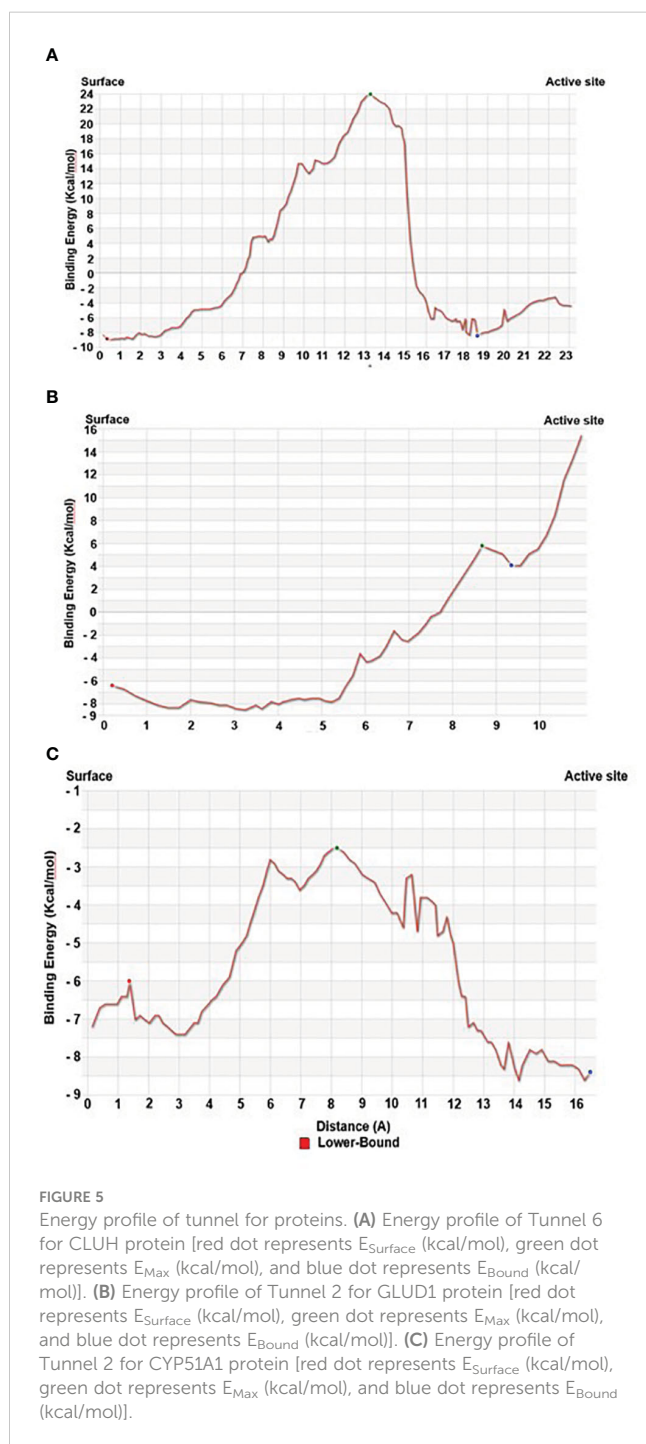 A
Surface Active site
Binding Energy (Kcal/mol)
24
22
20
18
16
14
12
10
8
6
4
2
0
- 2
- 4
- 6
- 8
- 10
0 1 2 3 4 5 6 7 8 9 10 11 12 13 14 15 16 17 18 19 20 21 22 23
B
Surface Active site
Binding Energy (Kcal/mol)
16
14
12
10
8
6
4
2
0
- 2
- 4
- 6
- 8
- 9
0 1 2 3 4 5 6 7 8 9 10
C
Surface Active site
Binding Energy (Kcal/mol)
- 1
- 2
- 3
- 4
- 5
- 6
- 7
- 8
- 9
0 1 2 3 4 5 6 7 8 9 10 11 12 13 14 15 16
Distance (A)
Lower-Bound
FIGURE 5
Energy profile of tunnel for proteins. (A) Energy profile of Tunnel 6
for CLUH protein [red dot represents ESurface (kcal/mol), green dot
represents EMax (kcal/mol), and blue dot represents EBound (kcal/
mol)]. (B) Energy profile of Tunnel 2 for GLUD1 protein [red dot
represents ESurface (kcal/mol), green dot represents EMax (kcal/mol),
and blue dot represents EBound (kcal/mol)]. (C) Energy profile of
Tunnel 2 for CYP51A1 protein [red dot represents ESurface (kcal/mol),
green dot represents EMax (kcal/mol), and blue dot represents EBound
(kcal/mol)].